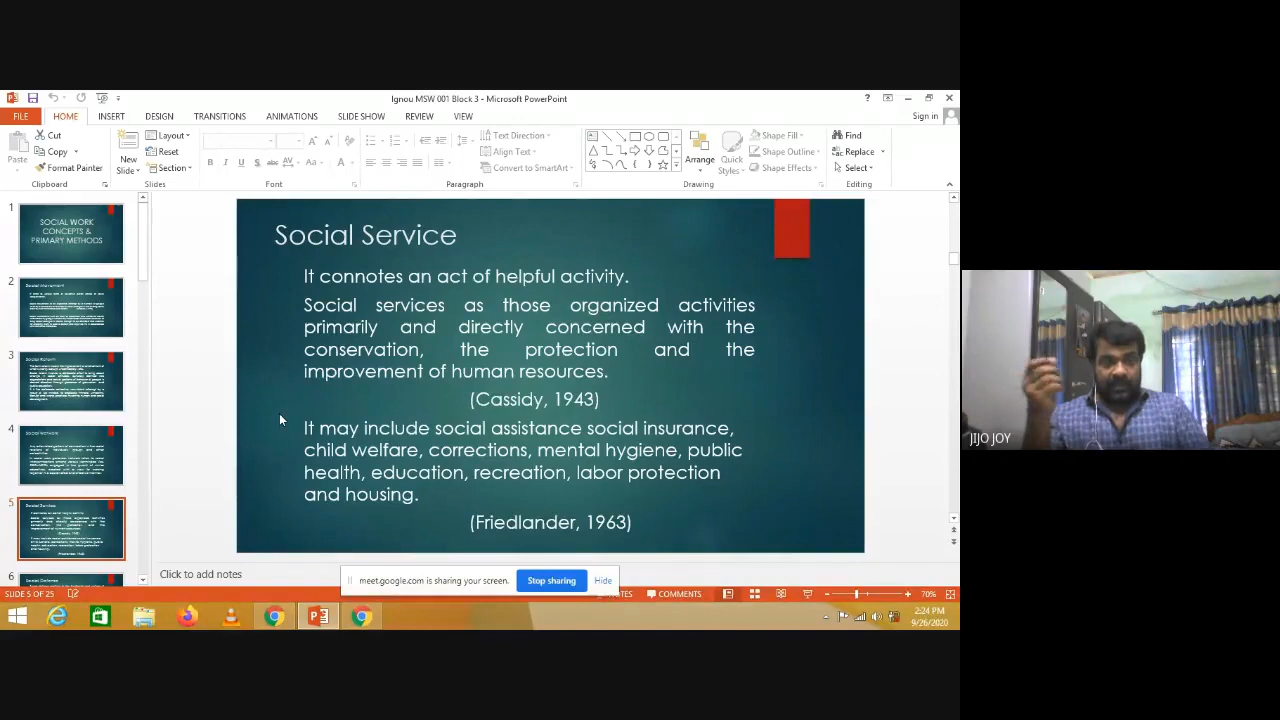 Ignou MSW 001 Block 3 - Microsoft PowerPoint
FILE HOME INSERT DESIGN TRANSITIONS ANIMATIONS SLIDE SHOW REVIEW VIEW Sign in
Paste
Cut
Copy
Format Painter
Clipboard
New
Slide
Layout
Reset
Section
Slides
Font
Text Direction
Align Text
Convert to SmartArt
Paragraph
Arrange
Quick
Styles
Shape Fill
Shape Outline
Shape Effects
Drawing
Find
Replace
Select
Editing
1
SOCIAL WORK
CONCEPTS &
PRIMARY METHODS
2
3
4
5
6
Social Service
It connotes an act of helpful activity.
Social services as those organized activities
primarily and directly concerned with the
conservation, the protection and the
improvement of human resources.
(Cassidy, 1943)
It may include social assistance social insurance,
child welfare, corrections, mental hygiene, public
health, education, recreation, labor protection
and housing.
(Friedlander, 1963)
JIJO JOY
Click to add notes
meet.google.com is sharing your screen. Stop sharing Hide
SLIDE 5 OF 25 COMMENTS 70%
2:24 PM
9/26/2020